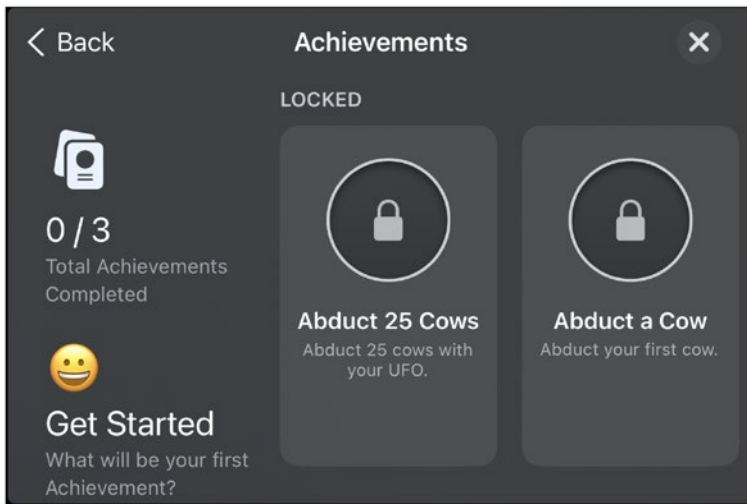 Back
Achievements
LOCKED
0 / 3
Total Achievements
Completed
Get Started
What will be your first
Achievement?
Abduct 25 Cows
Abduct 25 cows with
your UFO.
Abduct a Cow
Abduct your first cow.